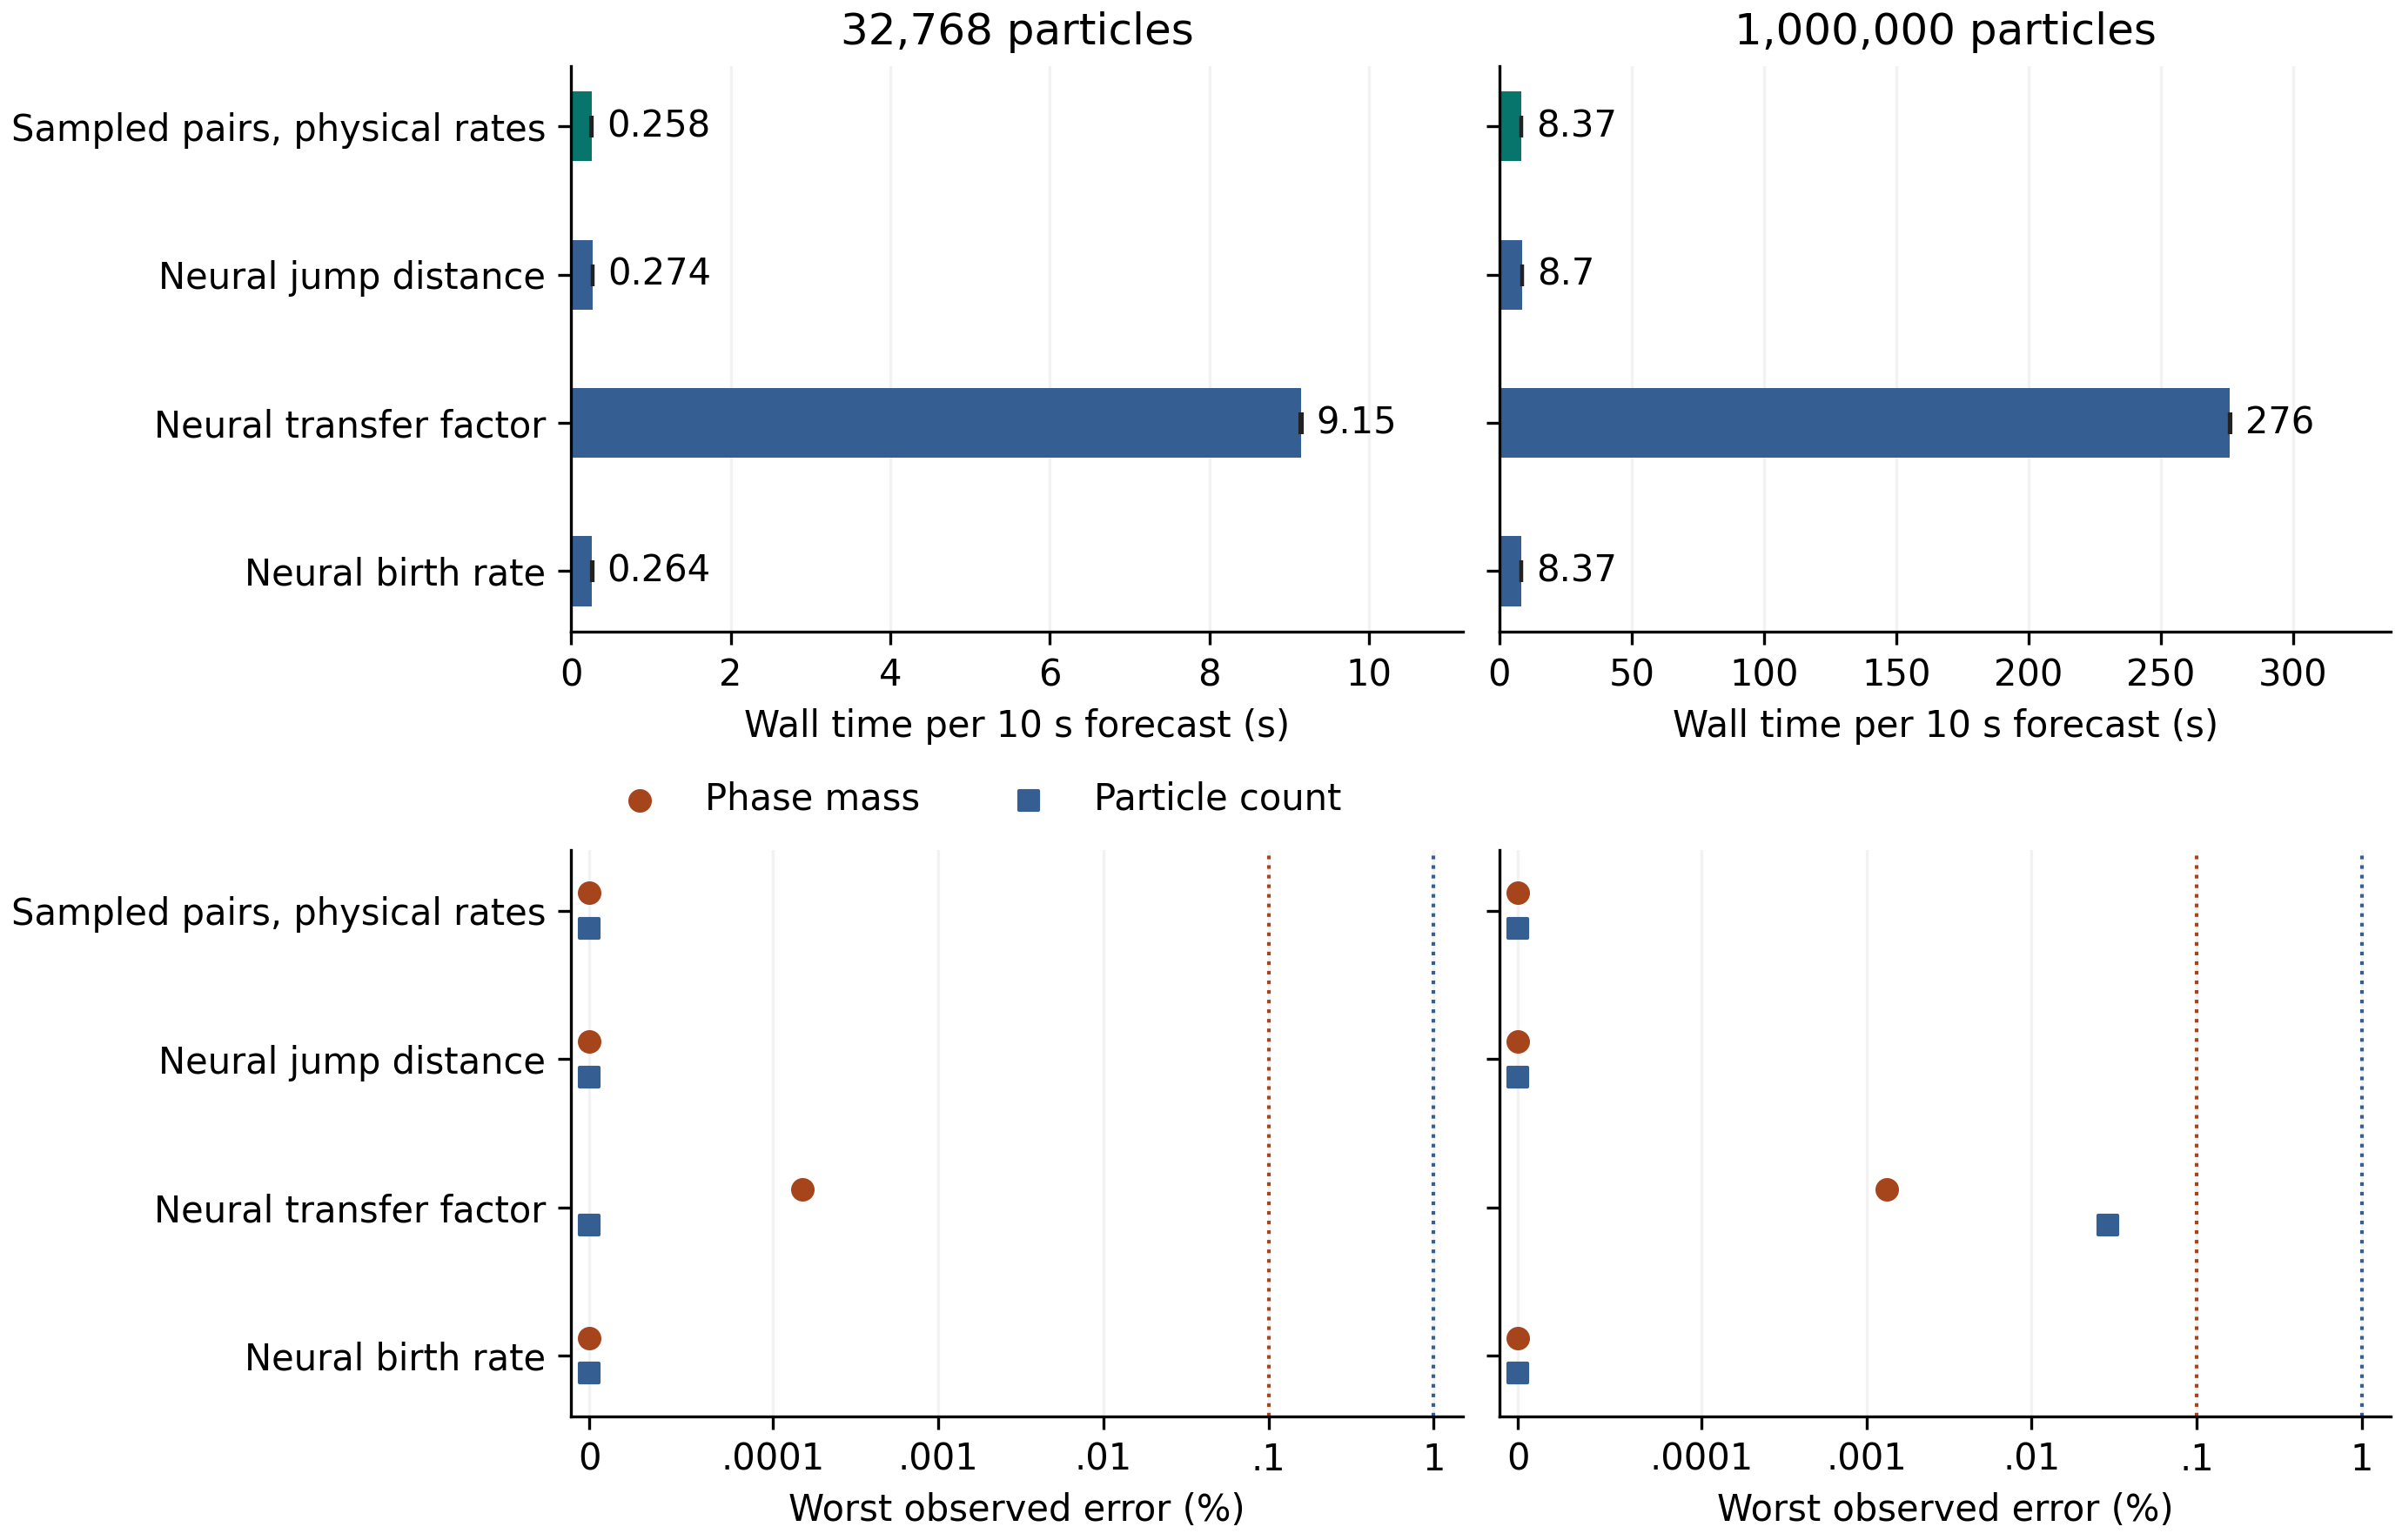 32,768 particles
1,000,000 particles
Sampled pairs, physical rates
0.258
8.37
Neural jump distance
0.274
8.7
Neural transfer factor
9.15
276
Neural birth rate
0.264
8.37
0 2 4 6 8 10
0 50 100 150 200 250 300
Wall time per 10 s forecast (s)
Wall time per 10 s forecast (s)
Phase mass
Particle count
Sampled pairs, physical rates
Neural jump distance
Neural transfer factor
Neural birth rate
0 .0001 .001 .01 .1 1
0 .0001 .001 .01 .1 1
Worst observed error (%)
Worst observed error (%)